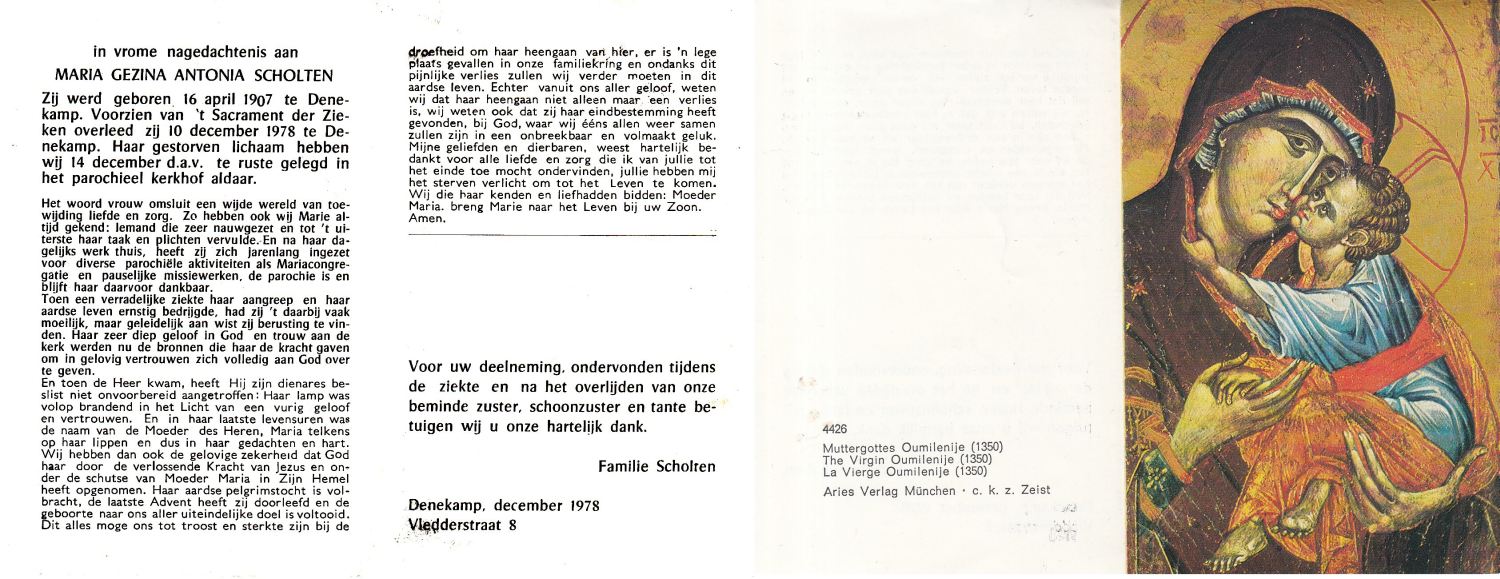 in vrome nagedachtenis aan
MARIA GEZINA ANTONIA SCHOLTEN
Zij werd geboren 16 april 1907 te Dene-
kamp. Voorzien van 't Sacrament der Zie-
ken overleed zij 10 december 1978 te De-
nekamp. Haar gestorven lichaam hebben
wij 14 december d.a.v. te ruste gelegd in
het parochieel kerkhof aldaar.
Het woord vrouw omsluit een wijde wereld van toe-
wijding liefde en zorg. Zo hebben ook wij Marie al-
tijd gekend: Iemand die zeer nauwgezet en tot 't ui-
terste haar taak en plichten vervulde. En na haar da-
gelijks werk thuis, heeft zij zich jarenlang ingezet
voor diverse parochiële aktiviteiten als Mariacongre-
gatie en pauselijke missiewerken, de parochie is en
blijft haar daarvoor dankbaar.
Toen een verradelijke ziekte haar aangreep en haar
aardse leven ernstig bedrijgde, had zij 't daarbij vaak
moeilijk, maar geleidelijk aan wist zij berusting te vin-
den. Haar zeer diep geloof in God en trouw aan de
kerk werden nu de bronnen die haar de kracht gaven
om in gelovig vertrouwen zich volledig aan God over
te geven.
En toen de Heer kwam, heeft Hij zijn dienares be-
slist niet onvoorbereid aangetroffen: Haar lamp was
volop brandend in het Licht van een vurig geloof
en vertrouwen. En in haar laatste levensuren was
de naam van de Moeder des Heren, Maria telkens
op haar lippen en dus in haar gedachten en hart.
Wij hebben dan ook de gelovige zekerheid dat God
haar door de verlossende Kracht van Jezus en on-
der de schutse van Moeder Maria in Zijn Hemel
heeft opgenomen. Haar aardse pelgrimstocht is vol-
bracht, de laatste Advent heeft zij doorleefd en de
geboorte naar ons aller uiteindelijke doel is voltooid.
Dit alles moge ons tot troost en sterkte zijn bij de
droefheid om haar heengaan van hier, er is 'n lege
plaats gevallen in onze familiekring en ondanks dit
pijnlijke verlies zullen wij verder moeten in dit
aardse leven. Echter vanuit ons aller geloof, weten
wij dat haar heengaan niet alleen maar een verlies
is, wij weten ook dat zij haar eindbestemming heeft
gevonden, bij God, waar wij ééns allen weer samen
zullen zijn in een onbreekbaar en volmaakt geluk.
Mijne geliefden en dierbaren, weest hartelijk be-
dankt voor alle liefde en zorg die ik van jullie tot
het einde toe mocht ondervinden, jullie hebben mij
het sterven verlicht om tot het Leven te komen.
Wij die haar kenden en liefhadden bidden: Moeder
Maria. breng Marie naar het Leven bij uw Zoon.
Amen.
Voor uw deelneming, ondervonden tijdens
de ziekte en na het overlijden van onze
beminde zuster, schoonzuster en tante be-
tuigen wij u onze hartelijk dank.
Familie Scholten
Denekamp, december 1978
Vledderstraat 8
4426
Muttergottes Oumilenije (1350)
The Virgin Oumilenije (1350)
La Vierge Oumilenije (1350)
Aries Verlag München · c. k. z. Zeist